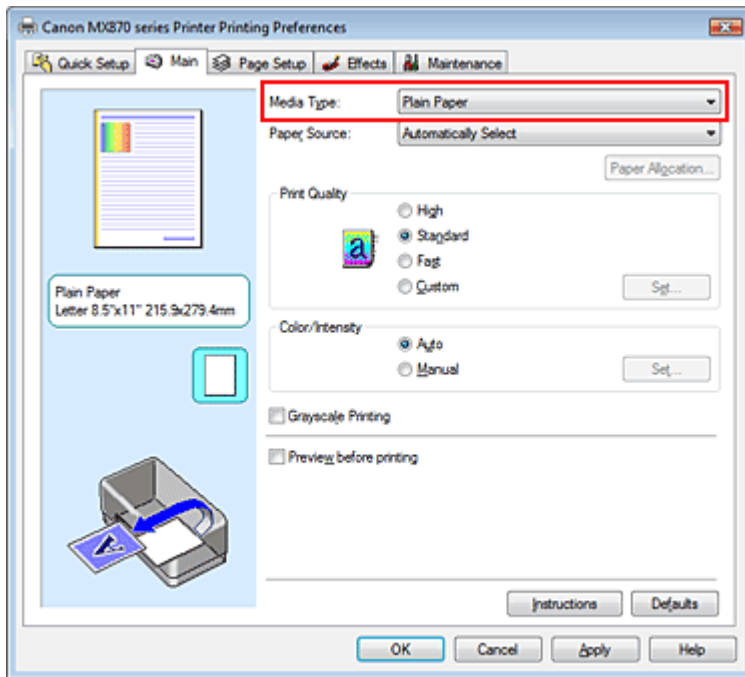 Canon MX870 series Printer Printing Preferences
Quick Setup Main Page Setup Effects Maintenance
Media Type: Plain Paper
Paper Source: Automatically Select
Paper Allocation...
Print Quality
High
Standard
Fast
Custom Set...
Plain Paper
Letter 8.5"x11" 215.9x279.4mm
Color/Intensity
Auto
Manual Set...
Grayscale Printing
Preview before printing
Instructions Defaults
OK Cancel Apply Help